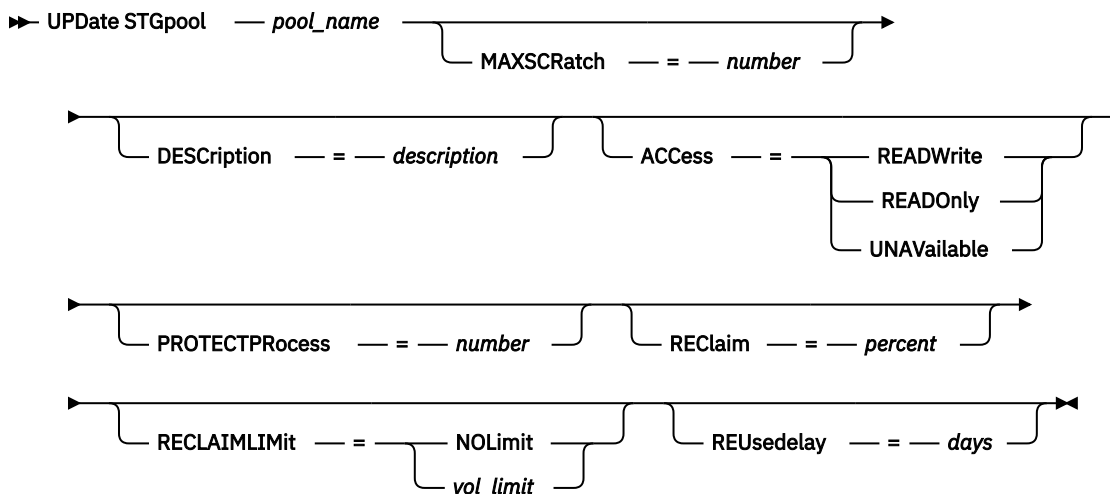 UPDate STGpool — pool_name
MAXSCRatch — = — number
DESCription — = — description
ACCess — = READWrite
READOnly
UNAVailable
PROTECTPRocess — = — number
REClaim — = — percent
RECLAIMLIMit — = NOLimit
vol_limit
REUsedelay — = — days